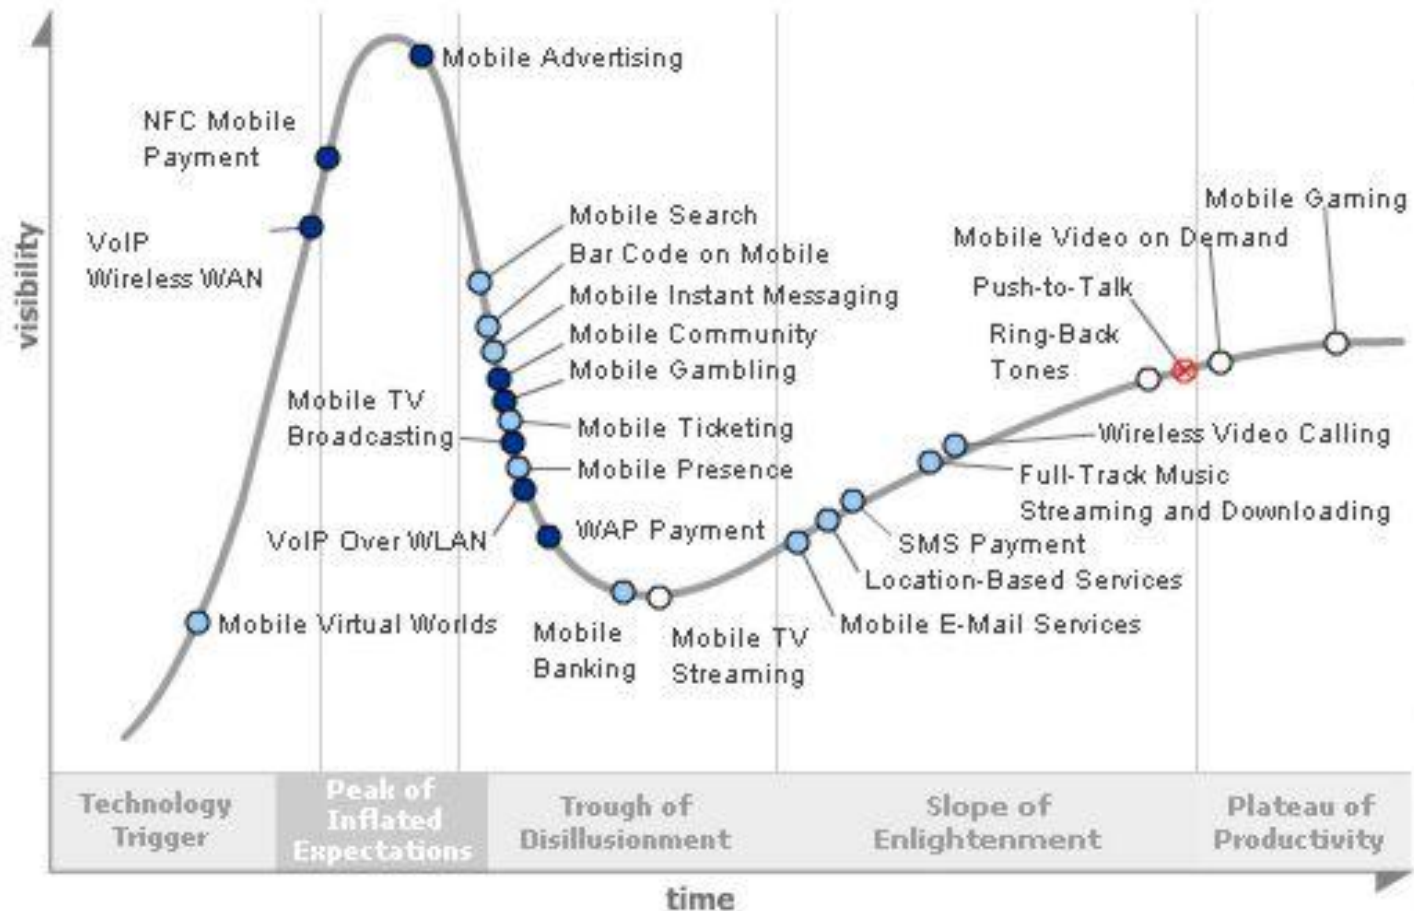 Mobile Advertising
NFC Mobile
Payment
VoIP
Wireless WAN
visibility
Mobile Search
Bar Code on Mobile
Mobile Instant Messaging
Mobile Community
Mobile Gambling
Mobile TV
Broadcasting
Mobile Ticketing
Mobile Presence
VoIP Over WLAN
WAP Payment
Mobile Virtual Worlds
Mobile
Banking
Mobile TV
Streaming
Mobile Gaming
Mobile Video on Demand
Push-to-Talk
Ring-Back
Tones
Wireless Video Calling
Full-Track Music
Streaming and Downloading
SMS Payment
Location-Based Services
Mobile E-Mail Services
Technology
Trigger
Peak of
Inflated
Expectations
Trough of
Disillusionment
Slope of
Enlightenment
Plateau of
Productivity
time